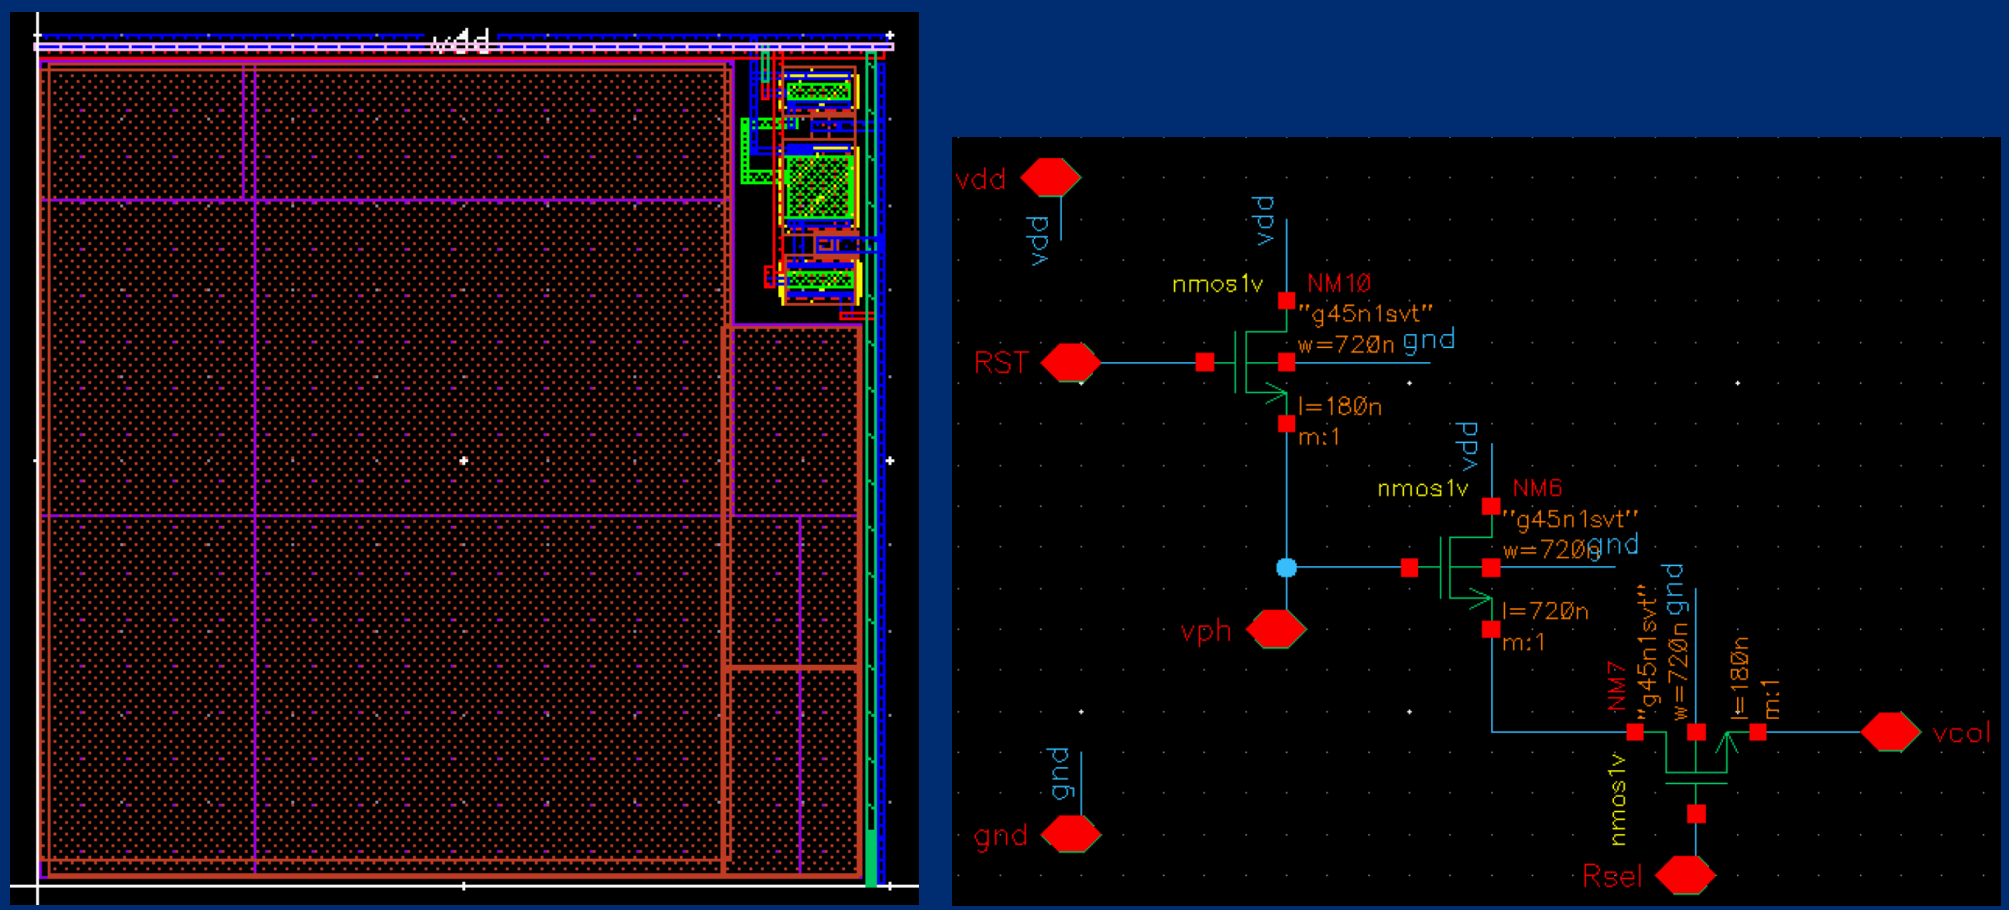 vdd
vdd
vdd
vdd
nmos1v
NM10
"g45n1svt"
w=720n
gnd
RST
l=180n
m:1
vdd
nmos1v
NM6
"g45n1svt"
w=720n
gnd
l=720n
m:1
vph
NM7
"g45n1svt"
w=720n
gnd
l=180n
m:1
nmos1v
vcol
gnd
gnd
Rsel